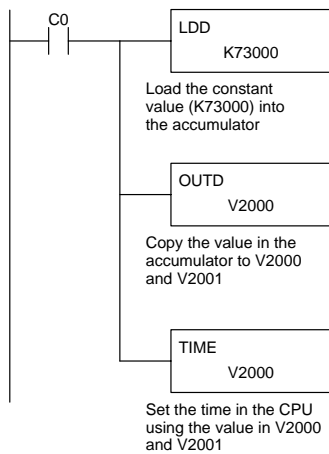 C0
LDD
K73000
Load the constant
value (K73000) into
the accumulator
OUTD
V2000
Copy the value in the
accumulator to V2000
and V2001
TIME
V2000
Set the time in the CPU
using the value in V2000
and V2001